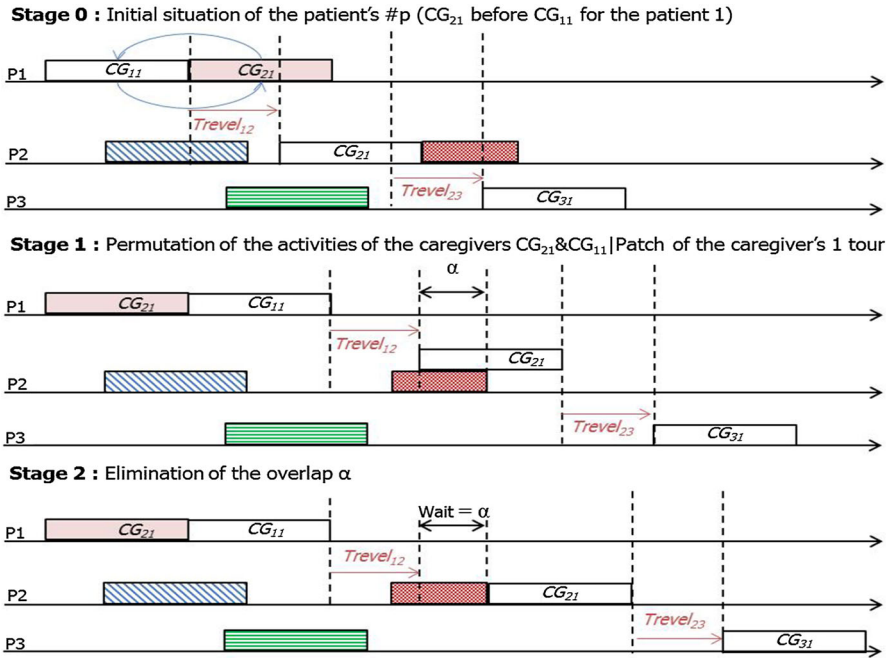 Stage 0 : Initial situation of the patient's #p (CG21 before CG11 for the patient 1)
P1 CG11 CG21
Trevel12
P2 CG21
Trevel23
P3 CG31
Stage 1 : Permutation of the activities of the caregivers CG21&CG11|Patch of the caregiver's 1 tour
α
P1 CG21 CG11
Trevel12
CG21
P2
Trevel23
P3 CG31
Stage 2 : Elimination of the overlap α
Wait = α
P1 CG21 CG11
Trevel12
P2 CG21
Trevel23
P3 CG31